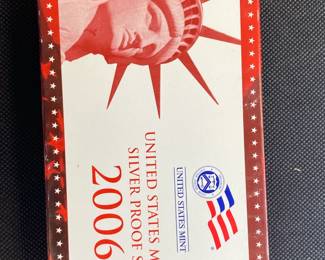 UNITED STATES MINT
UNITED STATES M
SILVER PROOF S
2006